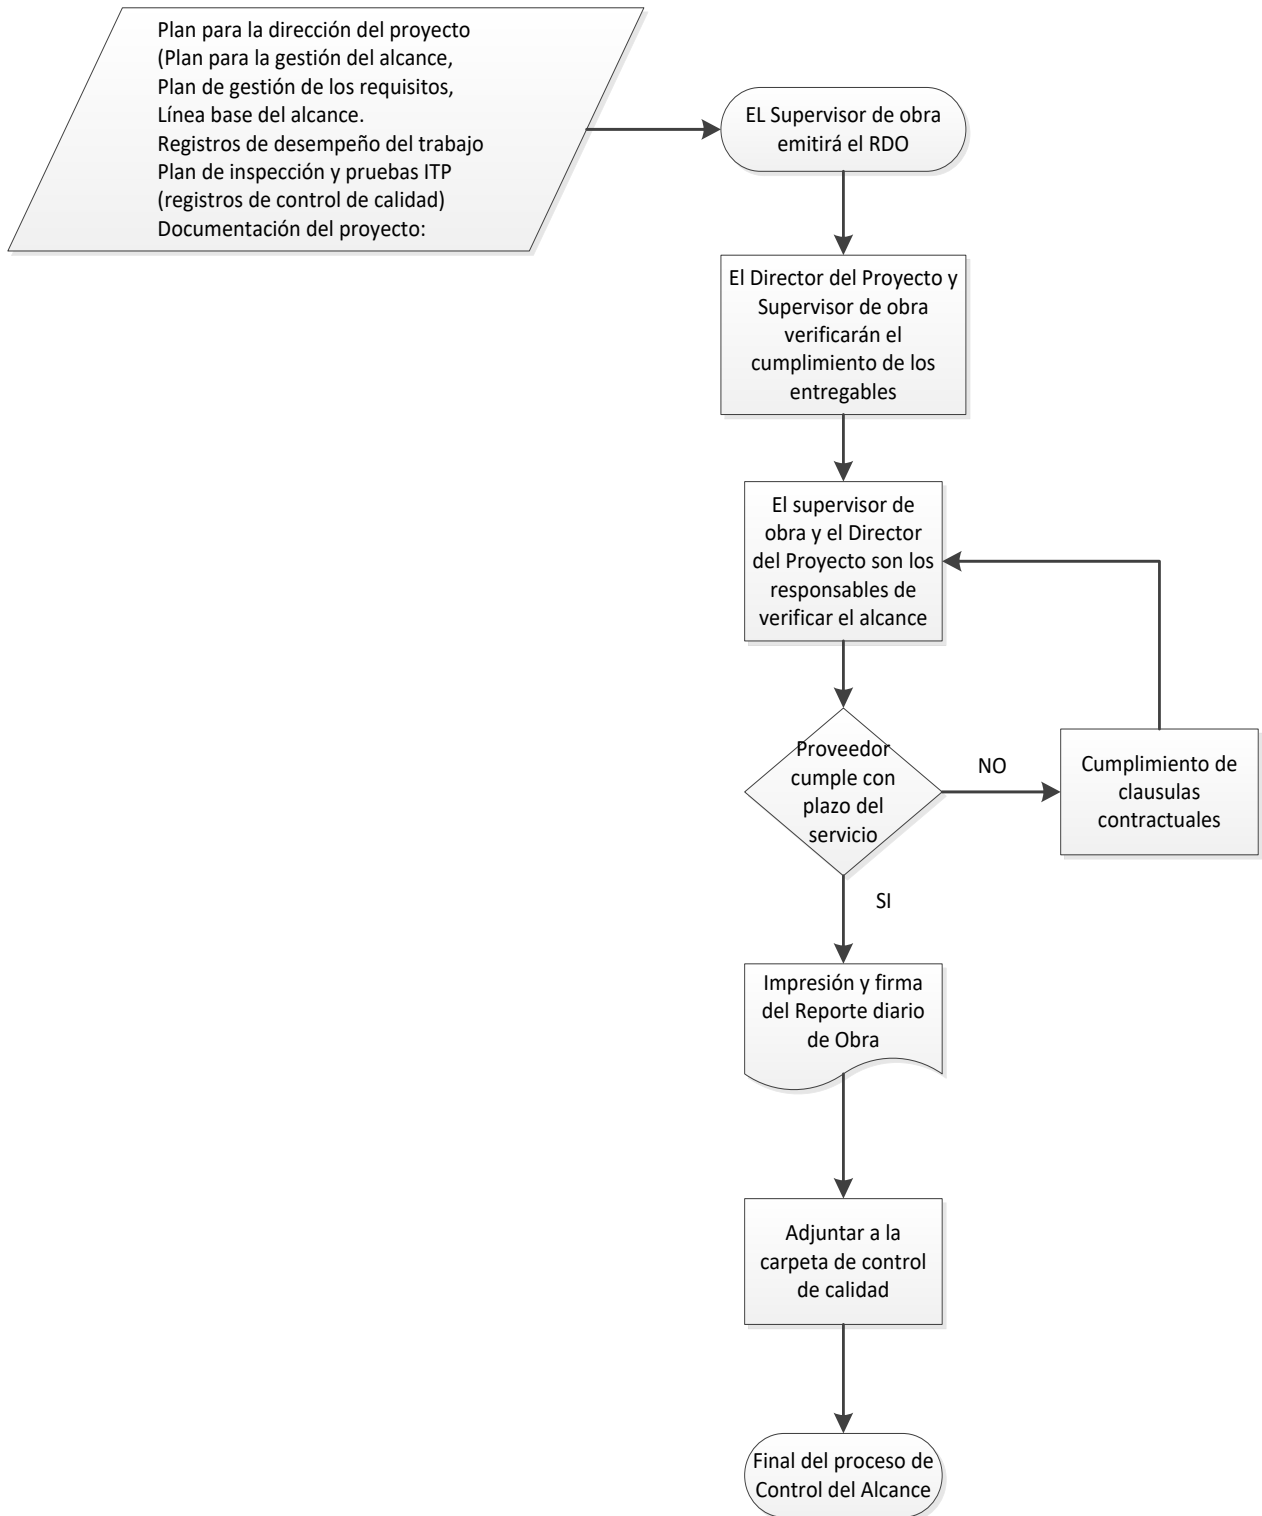 Plan para la dirección del proyecto
(Plan para la gestión del alcance,
Plan de gestión de los requisitos,
Línea base del alcance.
Registros de desempeño del trabajo
Plan de inspección y pruebas ITP
(registros de control de calidad)
Documentación del proyecto:
EL Supervisor de obra
emitirá el RDO
El Director del Proyecto y
Supervisor de obra
verificarán el
cumplimiento de los
entregables
El supervisor de
obra y el Director
del Proyecto son los
responsables de
verificar el alcance
Proveedor
cumple con
plazo del
servicio
NO
Cumplimiento de
clausulas
contractuales
SI
Impresión y firma
del Reporte diario
de Obra
Adjuntar a la
carpeta de control
de calidad
Final del proceso de
Control del Alcance